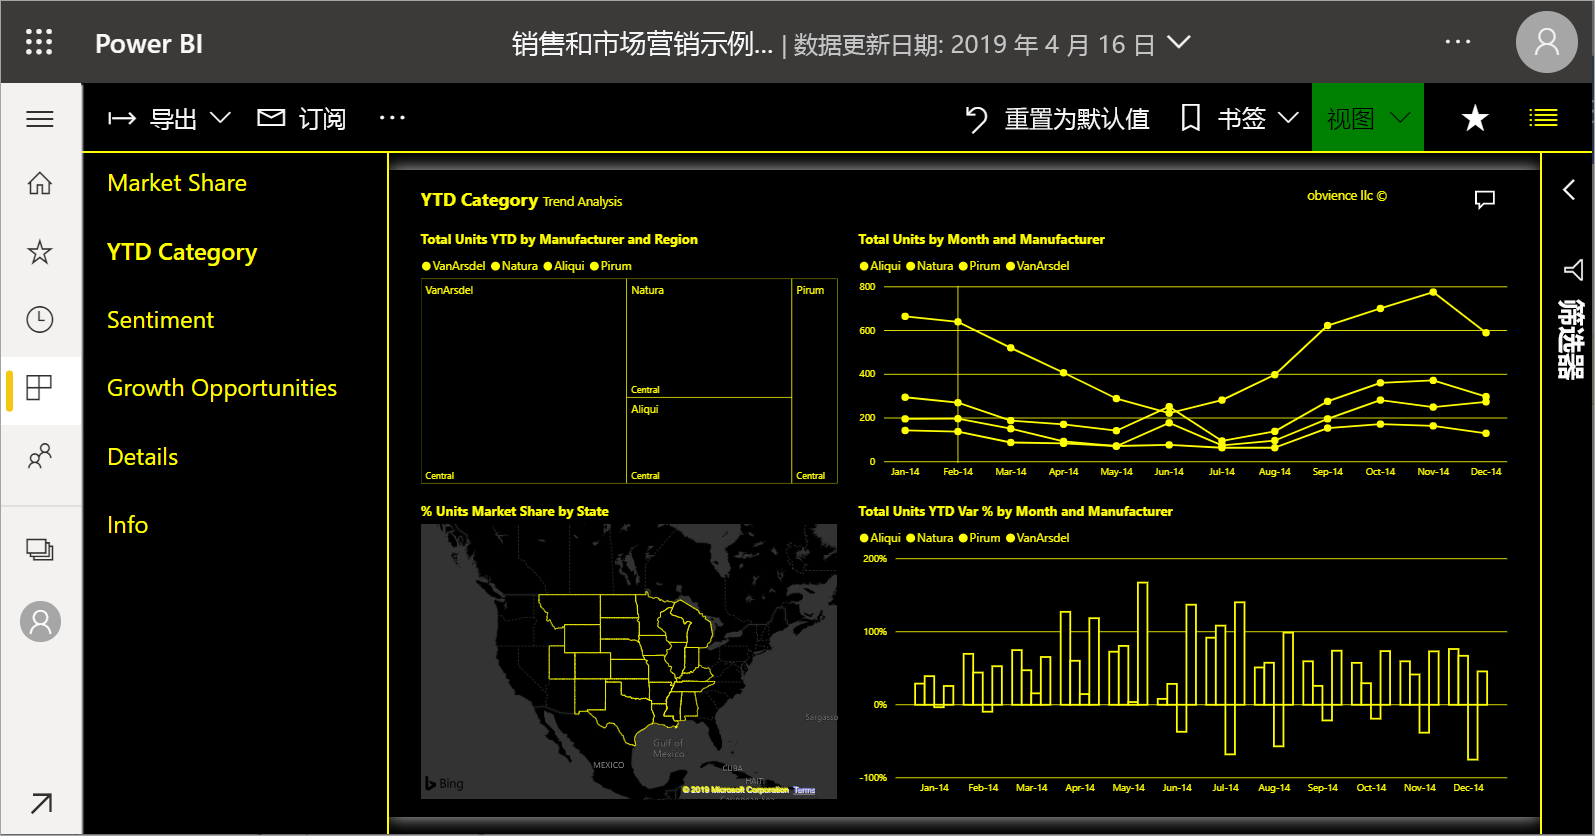 Power BI
销售和市场营销示例... | 数据更新日期: 2019 年 4 月 16 日
导出
订阅
重置为默认值
书签
视图
Market Share
YTD Category
Sentiment
Growth Opportunities
Details
Info
YTD Category Trend Analysis
obvience llc ©
Total Units YTD by Manufacturer and Region
VanArsdel Natura Aliqui Pirum
VanArsdel
Central
Natura
Central
Aliqui
Central
Pirum
Central
Total Units by Month and Manufacturer
Aliqui Natura Pirum VanArsdel
800
600
400
200
0
Jan-14 Feb-14 Mar-14 Apr-14 May-14 Jun-14 Jul-14 Aug-14 Sep-14 Oct-14 Nov-14 Dec-14
% Units Market Share by State
Sargasso
Gulf of
Mexico
MEXICO
CUBA
HAITI
Bing
© 2019 Microsoft Corporation Terms
Total Units YTD Var % by Month and Manufacturer
Aliqui Natura Pirum VanArsdel
200%
100%
0%
-100%
Jan-14 Feb-14 Mar-14 Apr-14 May-14 Jun-14 Jul-14 Aug-14 Sep-14 Oct-14 Nov-14 Dec-14
筛选器